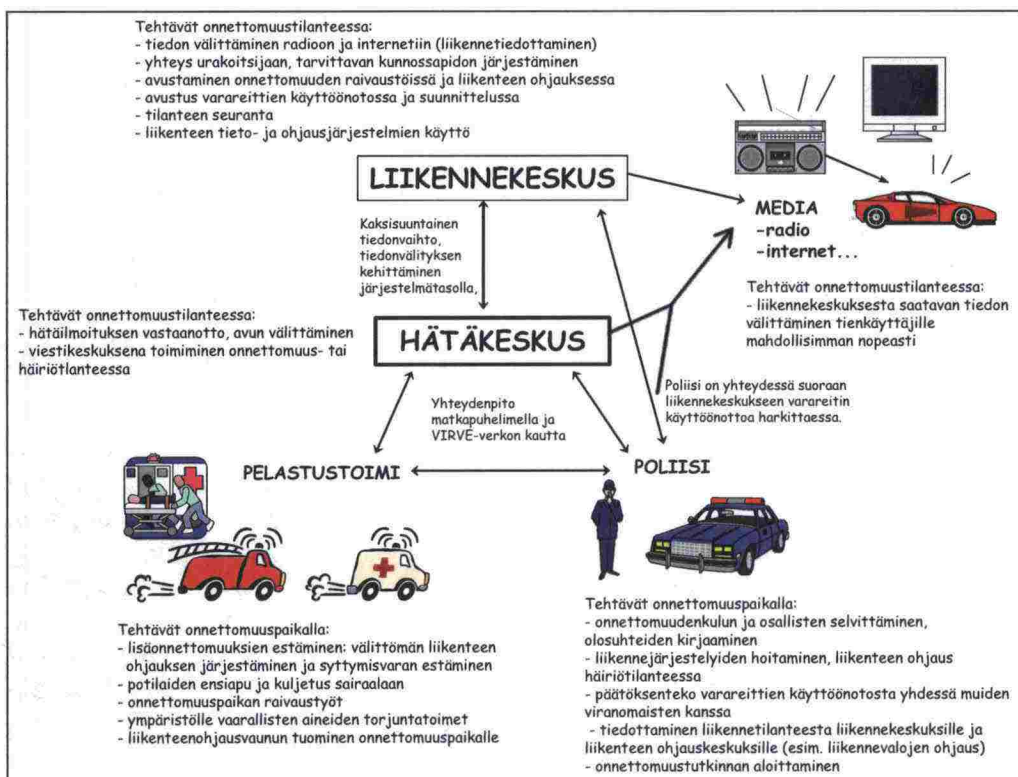 Tehtävät onnettomuustilanteessa:
- tiedon välittäminen radioon ja internetiin (liikennetiedottaminen)
- yhteys urakoitsijaan, tarvittavan kunnossapidon järjestäminen
- avustaminen onnettomuuden raivaustöissä ja liikenteen ohjauksessa
- avustus varareittien käyttöönotossa ja suunnittelussa
- tilanteen seuranta
- liikenteen tieto- ja ohjausjärjestelmien käyttö
LIIKENNEKESKUS
MEDIA
-radio
-internet...
Kaksisuuntainen
tiedonvaihto,
tiedonvälityksen
kehittäminen
järjestelmätasolla,
Tehtävät onnettomuustilanteessa:
- liikennekeskuksesta saatavan tiedon
välittäminen tienkäyttäjille
mahdollisimman nopeasti
Tehtävät onnettomuustilanteessa:
- hätäilmoituksen vastaanotto, avun välittäminen
- viestikeskuksena toimiminen onnettomuus- tai
häiriötlanteessa
HÄTÄKESKUS
Poliisi on yhteydessä suoraan
liikennekeskukseen varareitin
käyttöönottoa harkittaessa.
Yhteydenpito
matkapuhelimella ja
VIRVE-verkon kautta
PELASTUSTOIMI
POLIISI
Tehtävät onnettomuuspaikalla:
- lisäonnettomuuksien estäminen: välittömän liikenteen
ohjauksen järjestäminen ja syttymisvaran estäminen
- potilaiden ensiapu ja kuljetus sairaalaan
- onnettomuuspaikan raivaustyöt
- ympäristölle vaarallisten aineiden torjuntatoimet
- liikenteenohjausvaunun tuominen onnettomuuspaikalle
Tehtävät onnettomuuspaikalla:
- onnettomuudenkulun ja osallisten selvittäminen,
olosuhteiden kirjaaminen
- liikennejärjestelyiden hoitaminen, liikenteen ohjaus
häiriötilanteessa
- päätöksenteko varareittien käyttöönotosta yhdessä muiden
viranomaisten kanssa
- tiedottaminen liikennetilanteesta liikennekeskuksille ja
liikenteen ohjauskeskuksille (esim. liikennevalojen ohjaus)
- onnettomuustutkinnan aloittaminen